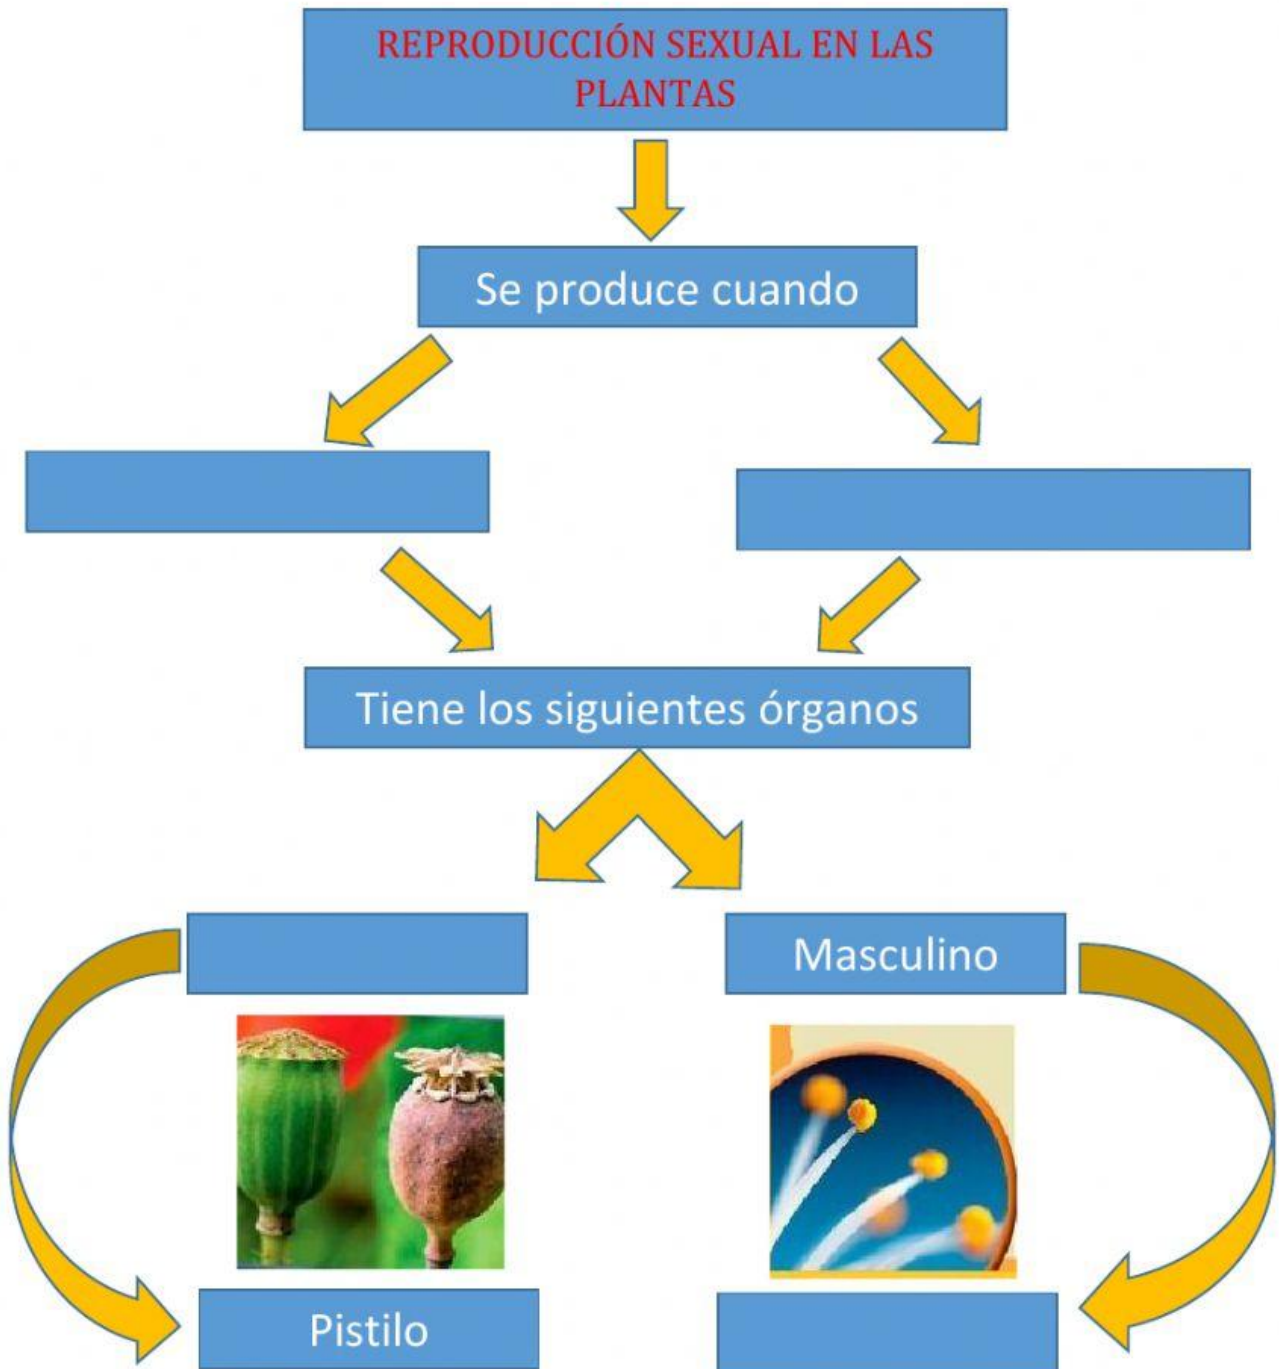 REPRODUCCIÓN SEXUAL EN LAS
PLANTAS
Se produce cuando
Tiene los siguientes órganos
Masculino
Pistilo